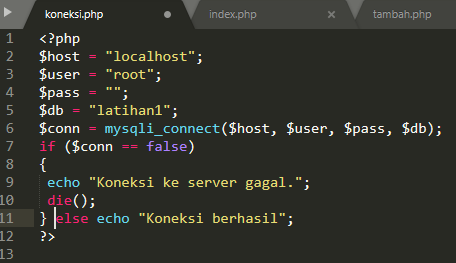 koneksi.php
index.php
tambah.php
1 <?php
2 $host = "localhost";
3 $user = "root";
4 $pass = "";
5 $db = "latihan1";
6 $conn = mysqli_connect($host, $user, $pass, $db);
7 if ($conn == false)
8 {
9 echo "Koneksi ke server gagal.";
10 die();
11 } else echo "Koneksi berhasil";
12 ?>
13